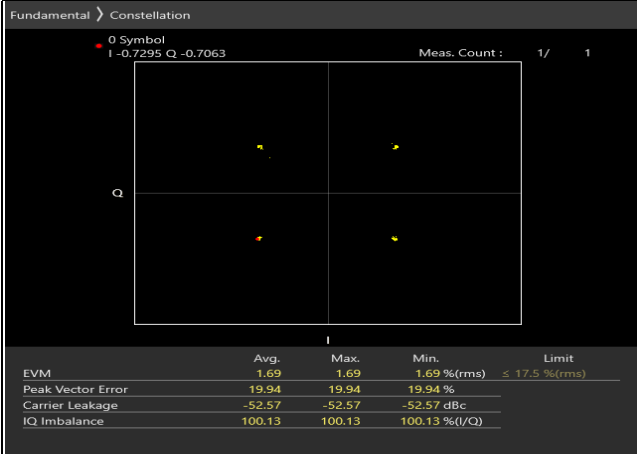 Fundamental 〉 Constellation
0 Symbol
I -0.7295 Q -0.7063 Meas. Count : 1/ 1
Q
I
Avg. Max. Min. Limit
EVM 1.69 1.69 1.69 %(rms) ≤ 17.5 %(rms)
Peak Vector Error 19.94 19.94 19.94 %
Carrier Leakage -52.57 -52.57 -52.57 dBc
IQ Imbalance 100.13 100.13 100.13 %(I/Q)